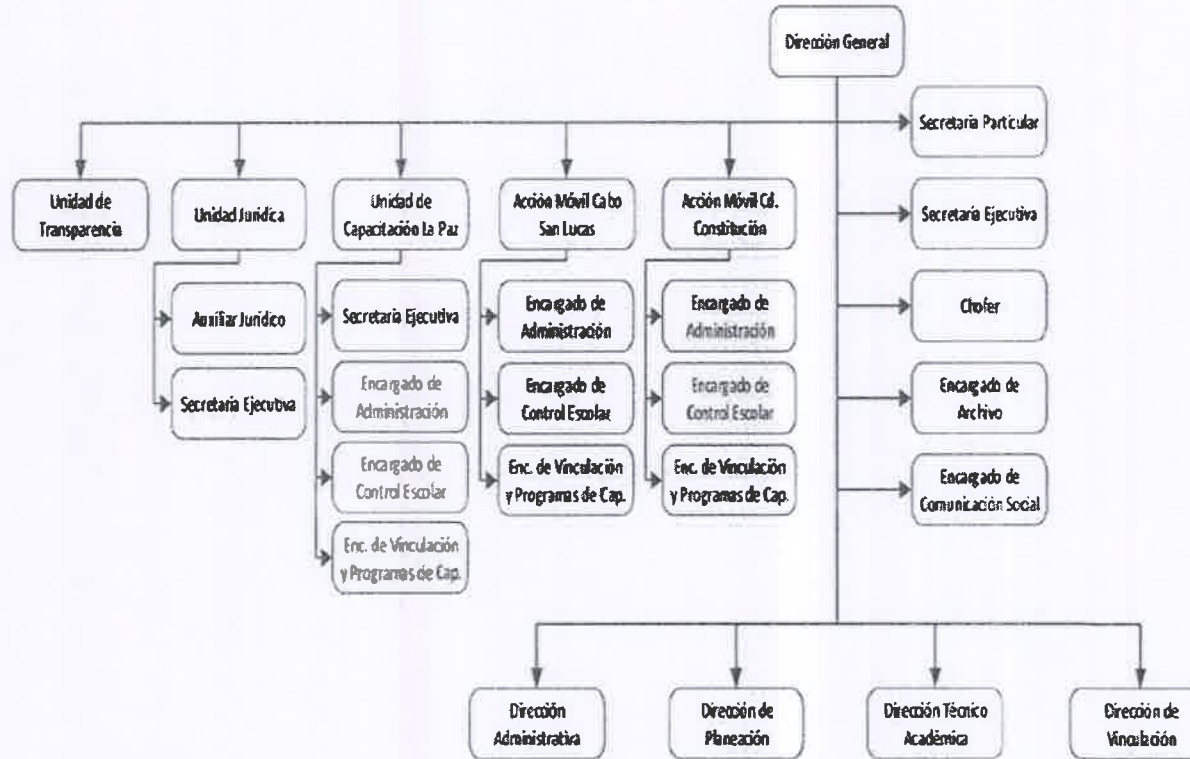 Dirección General
Secretaría Particular
Secretaría Ejecutiva
Chofer
Encargado de
Archivo
Encargado de
Comunicación Social
Unidad de
Transparencia
Unidad Jurídica
Auxiliar Jurídico
Secretaría Ejecutiva
Unidad de
Capacitación La Paz
Secretaría Ejecutiva
Encargado de
Administración
Encargado de
Control Escolar
Enc. de Vinculación
y Programas de Cap.
Acción Móvil Cabo
San Lucas
Encargado de
Administración
Encargado de
Control Escolar
Enc. de Vinculación
y Programas de Cap.
Acción Móvil Cd.
Constitución
Encargado de
Administración
Encargado de
Control Escolar
Enc. de Vinculación
y Programas de Cap.
Dirección
Administrativa
Dirección de
Planeación
Dirección Técnico
Académica
Dirección de
Vinculación